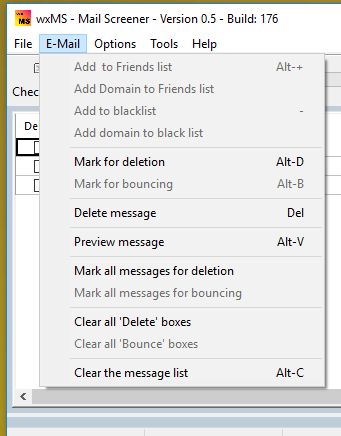 wxMS - Mail Screener - Version 0.5 - Build: 176
File E-Mail Options Tools Help
Add to Friends list Alt-+
Add Domain to Friends list
Chec
Add to blacklist -
Add domain to black list
De
Mark for deletion Alt-D
Mark for bouncing Alt-B
Delete message Del
Preview message Alt-V
Mark all messages for deletion
Mark all messages for bouncing
Clear all 'Delete' boxes
Clear all 'Bounce' boxes
Clear the message list Alt-C